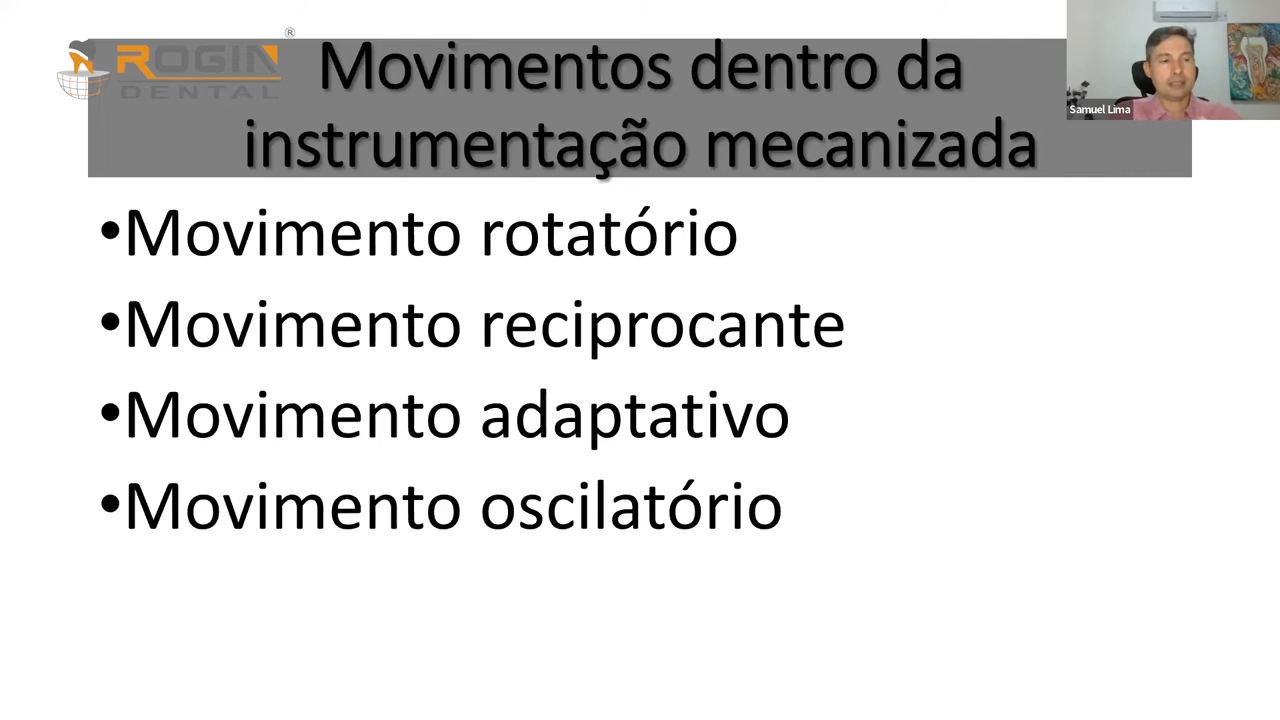 ROGIN®
DENTAL
Movimentos dentro da
instrumentação mecanizada
Samuel Lima
•Movimento rotatório
•Movimento reciprocante
•Movimento adaptativo
•Movimento oscilatório